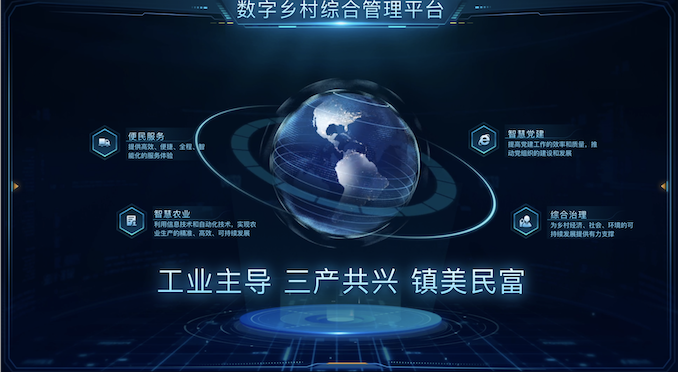 数字乡村综合管理平台
便民服务
提供高效、便捷、全程、智
能化的服务体验
智慧党建
提高党建工作的效率和质量，推
动党组织的建设和发展
智慧农业
利用信息技术和自动化技术，实现农
业生产的精准、高效、可持续发展
综合治理
为乡村经济、社会、环境的可
持续发展提供有力支撑
工业主导 三产共兴 镇美民富